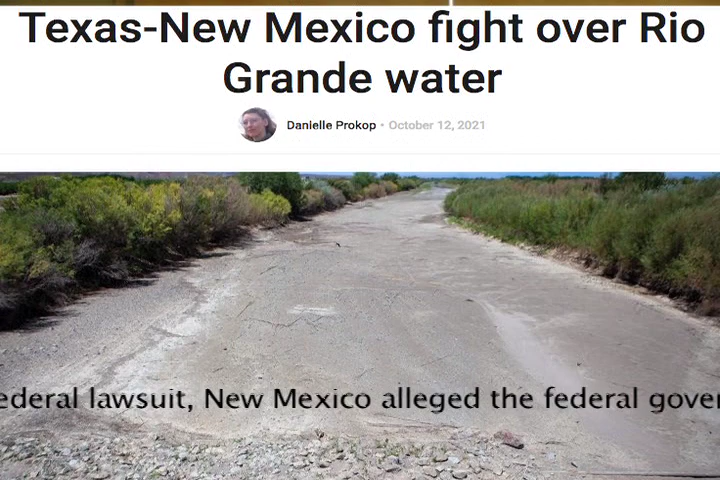 Texas-New Mexico fight over Rio
Grande water
Danielle Prokop • October 12, 2021
ederal lawsuit, New Mexico alleged the federal gover